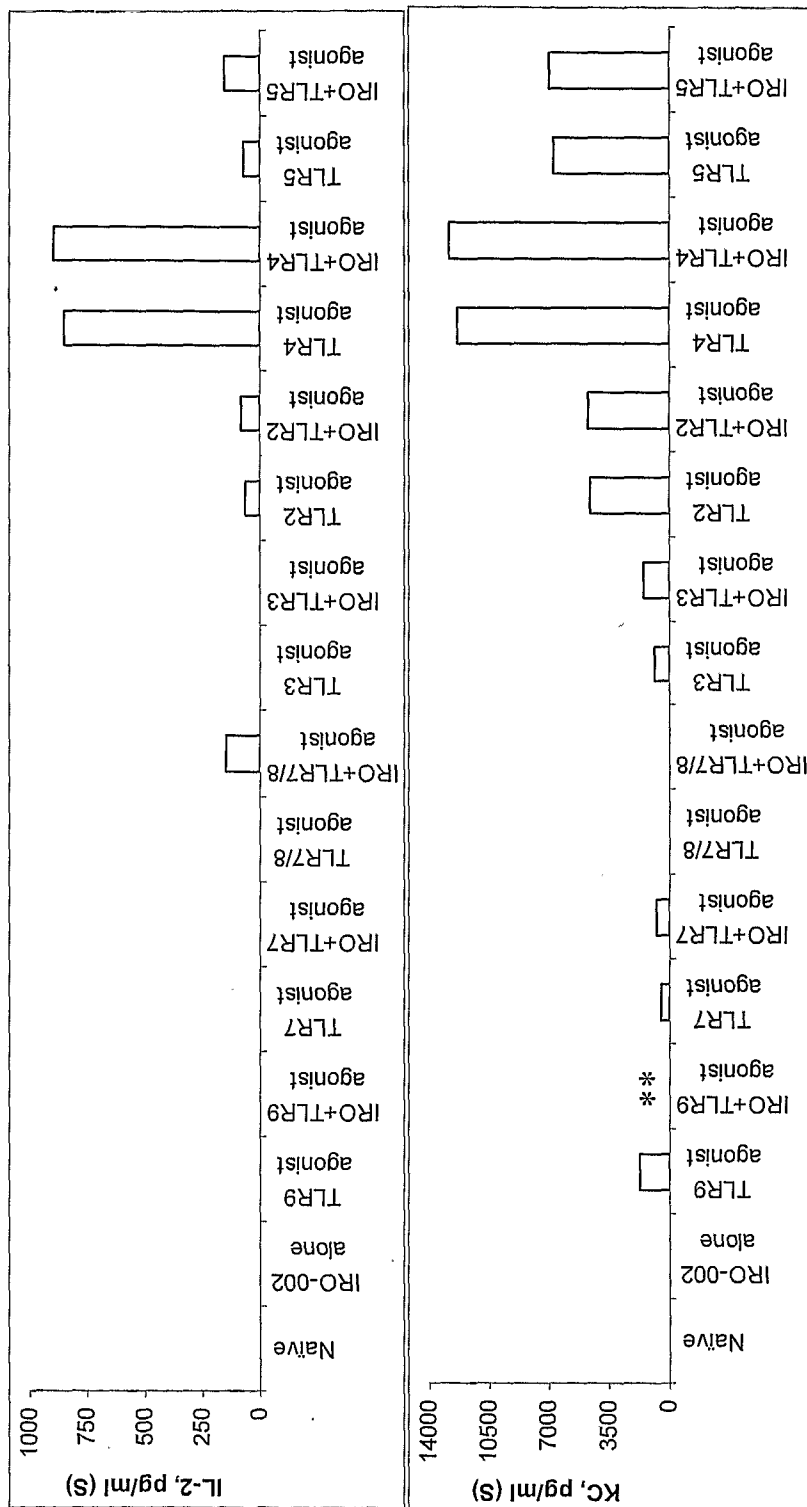 IL-2, pg/ml (S)
1000
750
500
250
0
Naïve
IRO-002
alone
TLR9
agonist
IRO+TLR9
agonist
TLR7
agonist
IRO+TLR7
agonist
TLR7/8
agonist
IRO+TLR7/8
agonist
TLR3
agonist
IRO+TLR3
agonist
TLR2
agonist
IRO+TLR2
agonist
TLR4
agonist
IRO+TLR4
agonist
TLR5
agonist
IRO+TLR5
agonist
KC, pg/ml (S)
14000
10500
7000
3500
0
**
Naïve
IRO-002
alone
TLR9
agonist
IRO+TLR9
agonist
TLR7
agonist
IRO+TLR7
agonist
TLR7/8
agonist
IRO+TLR7/8
agonist
TLR3
agonist
IRO+TLR3
agonist
TLR2
agonist
IRO+TLR2
agonist
TLR4
agonist
IRO+TLR4
agonist
TLR5
agonist
IRO+TLR5
agonist